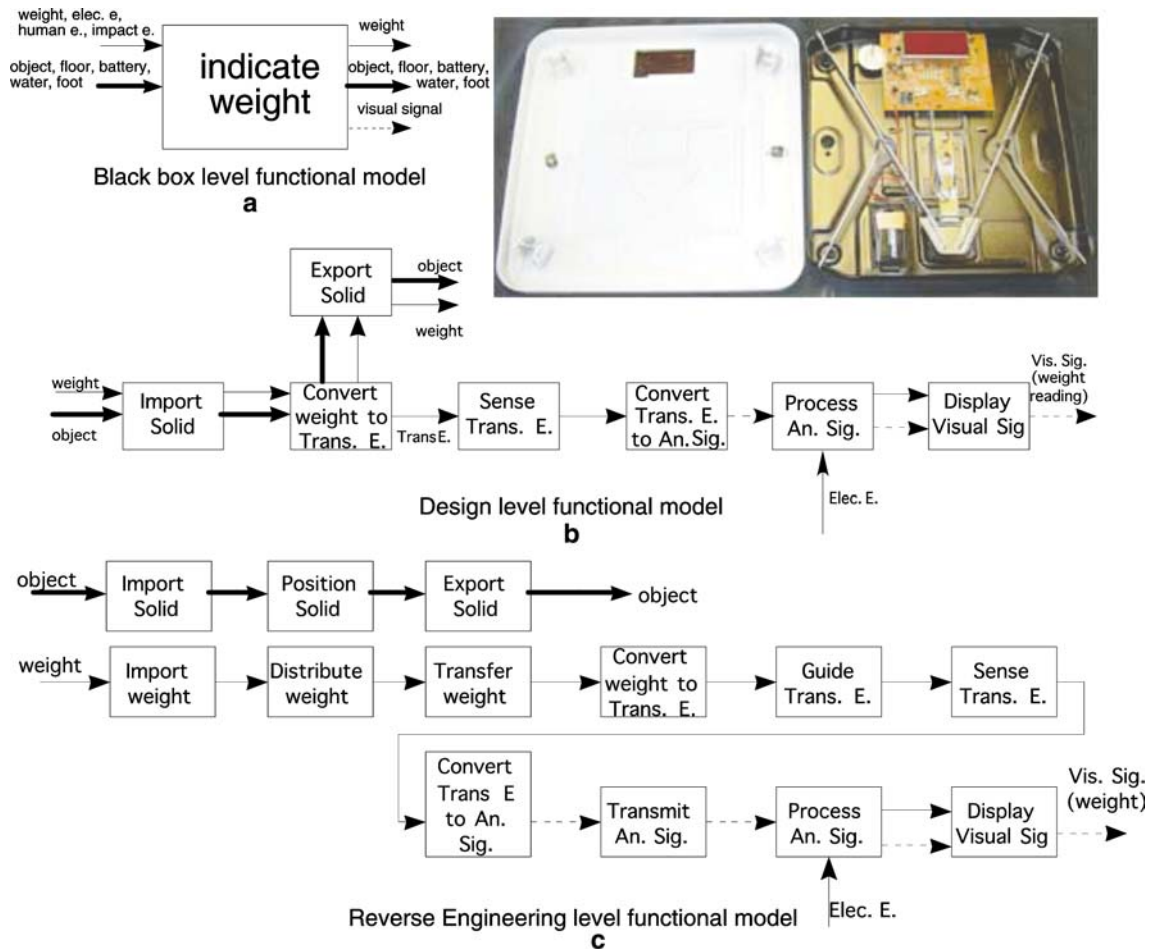 weight, elec. e,
human e., impact e.
object, floor, battery,
water, foot
indicate
weight
weight
object, floor, battery,
water, foot
visual signal
Black box level functional model
a
Export
Solid
object
weight
weight
object
Import
Solid
Convert
weight to
Trans. E.
TransE.
Sense
Trans. E.
Convert
Trans. E.
to An. Sig.
Process
An. Sig.
Elec. E.
Display
Visual Sig
Vis. Sig.
(weight
reading)
Design level functional model
b
object
Import
Solid
Position
Solid
Export
Solid
object
weight
Import
weight
Distribute
weight
Transfer
weight
Convert
weight to
Trans. E.
Guide
Trans. E.
Sense
Trans. E.
Convert
Trans E
to An.
Sig.
Transmit
An. Sig.
Process
An. Sig.
Elec. E.
Display
Visual Sig
Vis. Sig.
(weight)
Reverse Engineering level functional model
c